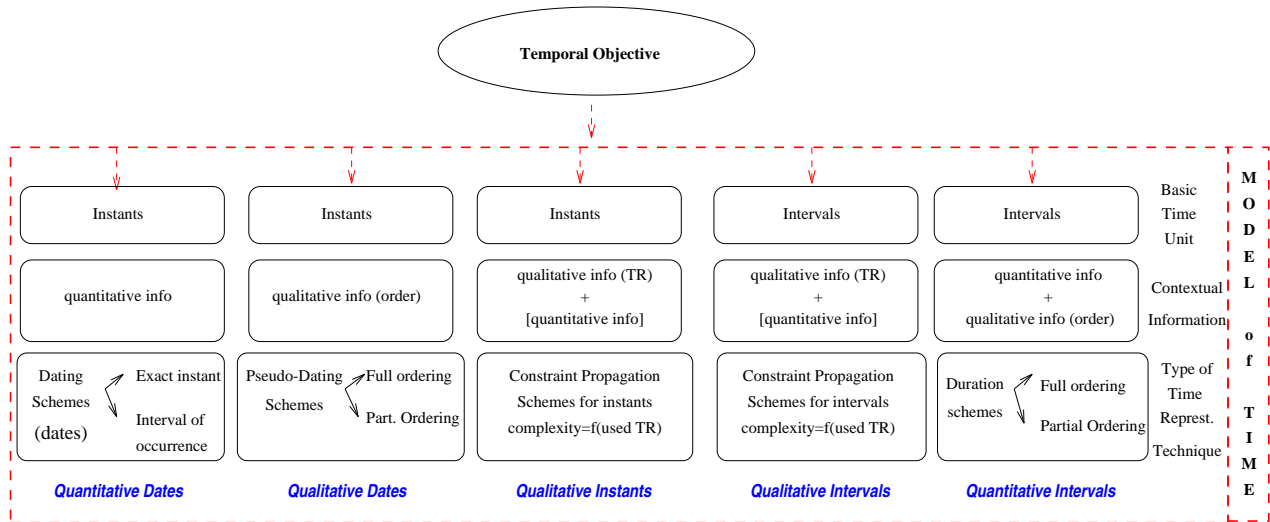 Temporal Objective
Instants
Instants
Instants
Intervals
Intervals
Basic
Time
Unit
quantitative info
qualitative info (order)
qualitative info (TR)
+
[quantitative info]
qualitative info (TR)
+
[quantitative info]
quantitative info
+
qualitative info (order)
Contextual
Information
Dating
Schemes
(dates)
Exact instant
Interval of
occurrence
Pseudo-Dating
Schemes
Full ordering
Part. Ordering
Constraint Propagation
Schemes for instants
complexity=f(used TR)
Constraint Propagation
Schemes for intervals
complexity=f(used TR)
Duration
schemes
Full ordering
Partial Ordering
Type of
Time
Represt.
Technique
Quantitative Dates
Qualitative Dates
Qualitative Instants
Qualitative Intervals
Quantitative Intervals
MODEL of TIME